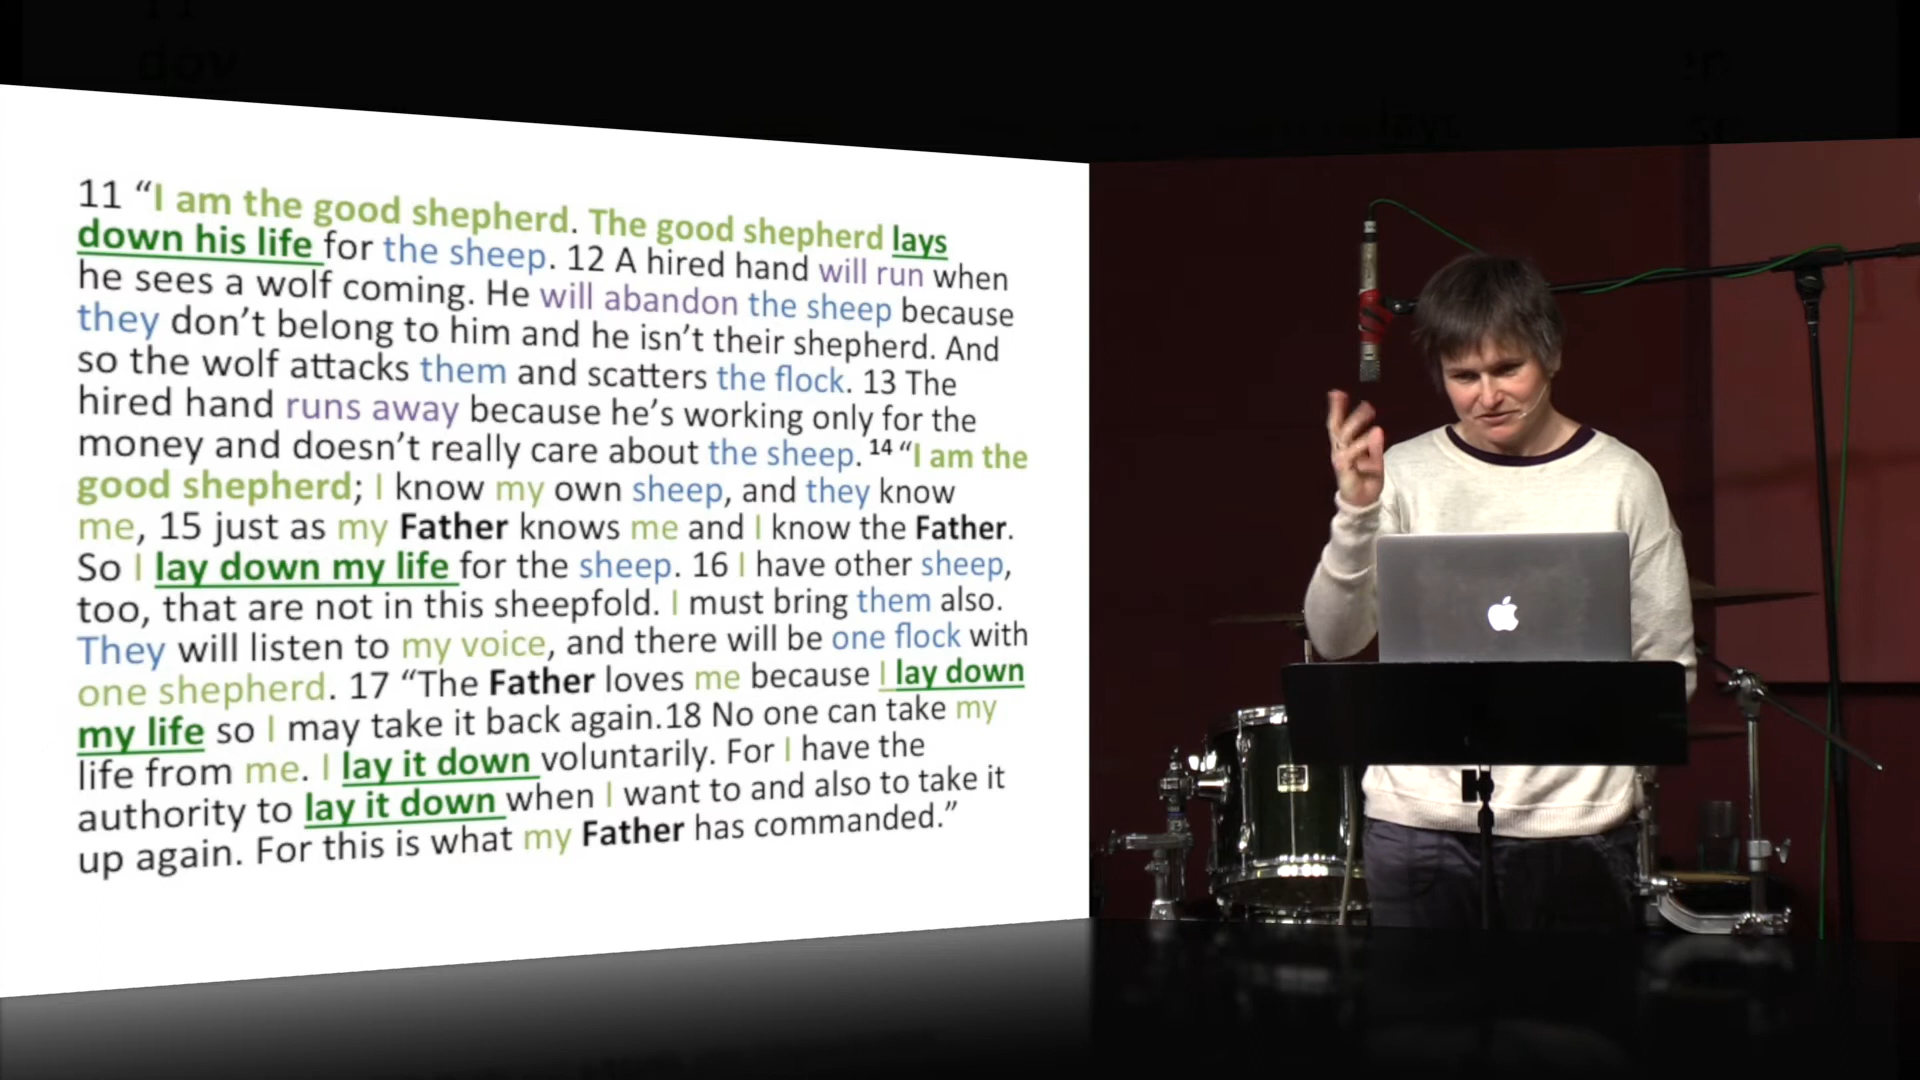 11 “I am the good shepherd. The good shepherd lays
down his life for the sheep. 12 A hired hand will run when
he sees a wolf coming. He will abandon the sheep because
they don’t belong to him and he isn’t their shepherd. And
so the wolf attacks them and scatters the flock. 13 The
hired hand runs away because he’s working only for the
money and doesn’t really care about the sheep. 14 “I am the
good shepherd; I know my own sheep, and they know
me, 15 just as my Father knows me and I know the Father.
So I lay down my life for the sheep. 16 I have other sheep,
too, that are not in this sheepfold. I must bring them also.
They will listen to my voice, and there will be one flock with
one shepherd. 17 “The Father loves me because I lay down
my life so I may take it back again.18 No one can take my
life from me. I lay it down voluntarily. For I have the
authority to lay it down when I want to and also to take it
up again. For this is what my Father has commanded.”